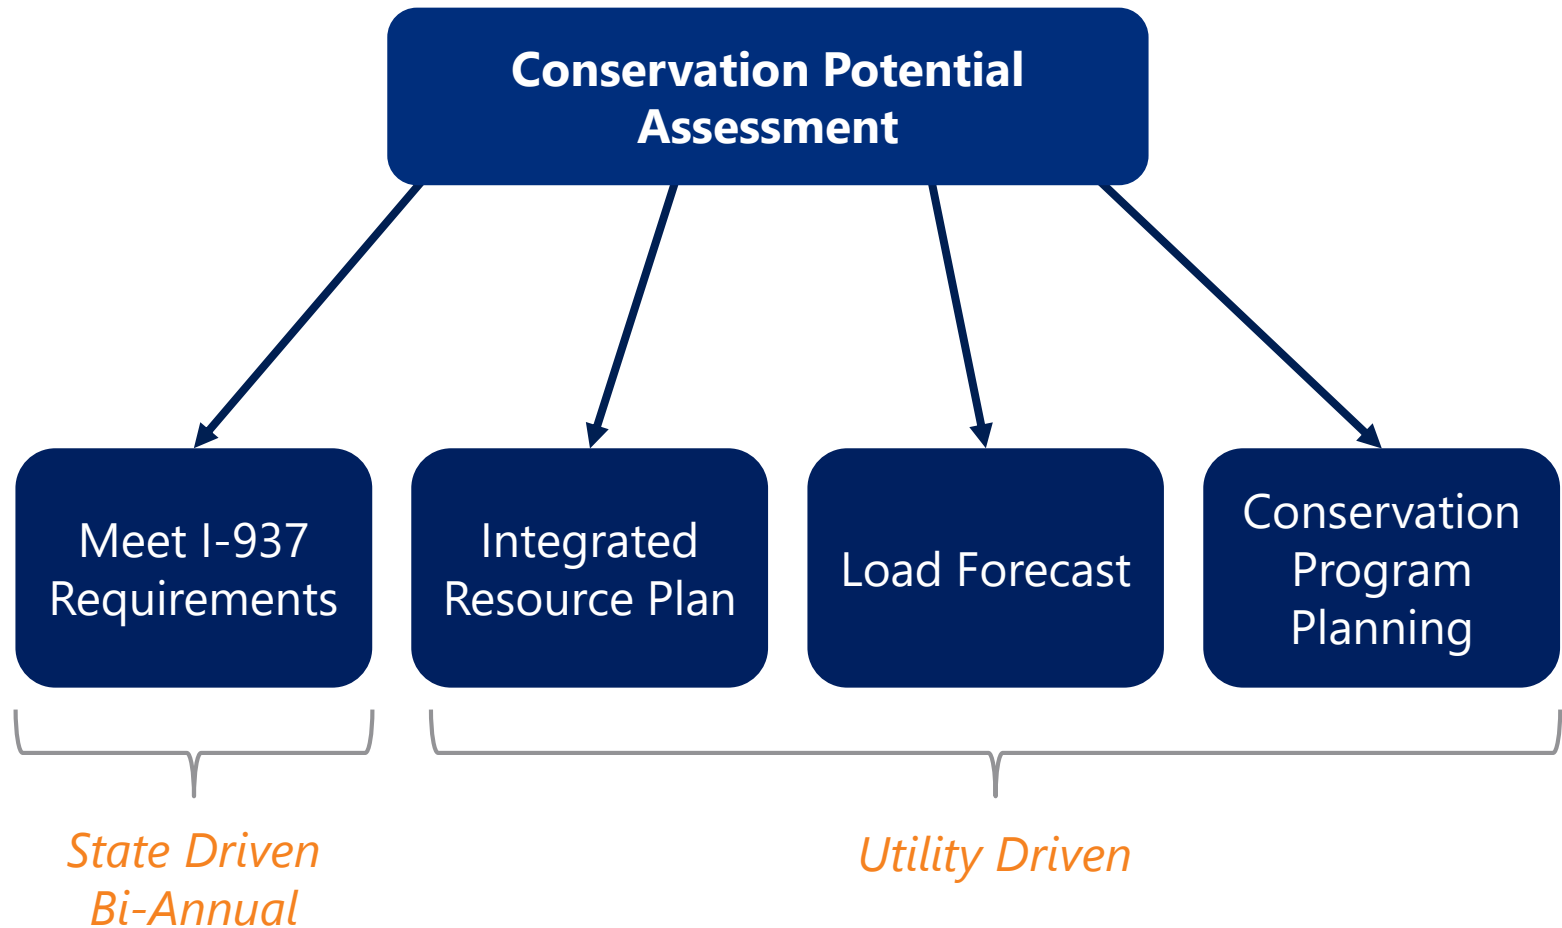 Conservation Potential
Assessment
Meet I-937
Requirements
Integrated
Resource Plan
Load Forecast
Conservation
Program
Planning
State Driven
Bi-Annual
Utility Driven